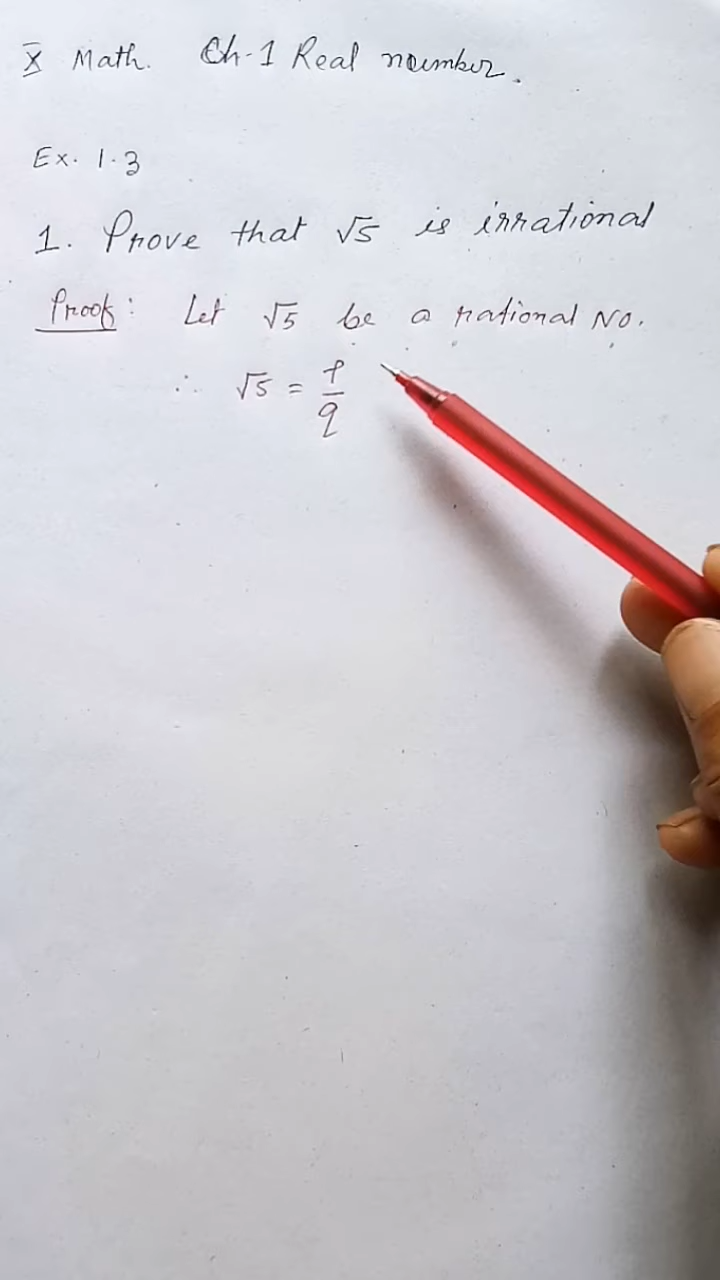 X Math. Ch-1 Real number.
Ex. 1.3
1. Prove that √5 is irrational
Proof: Let √5 be a rational No.
∴ √5 = p/q